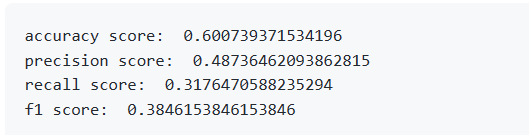 accuracy score:  0.600739371534196
precision score:  0.48736462093862815
recall score:  0.3176470588235294
f1 score:  0.3846153846153846